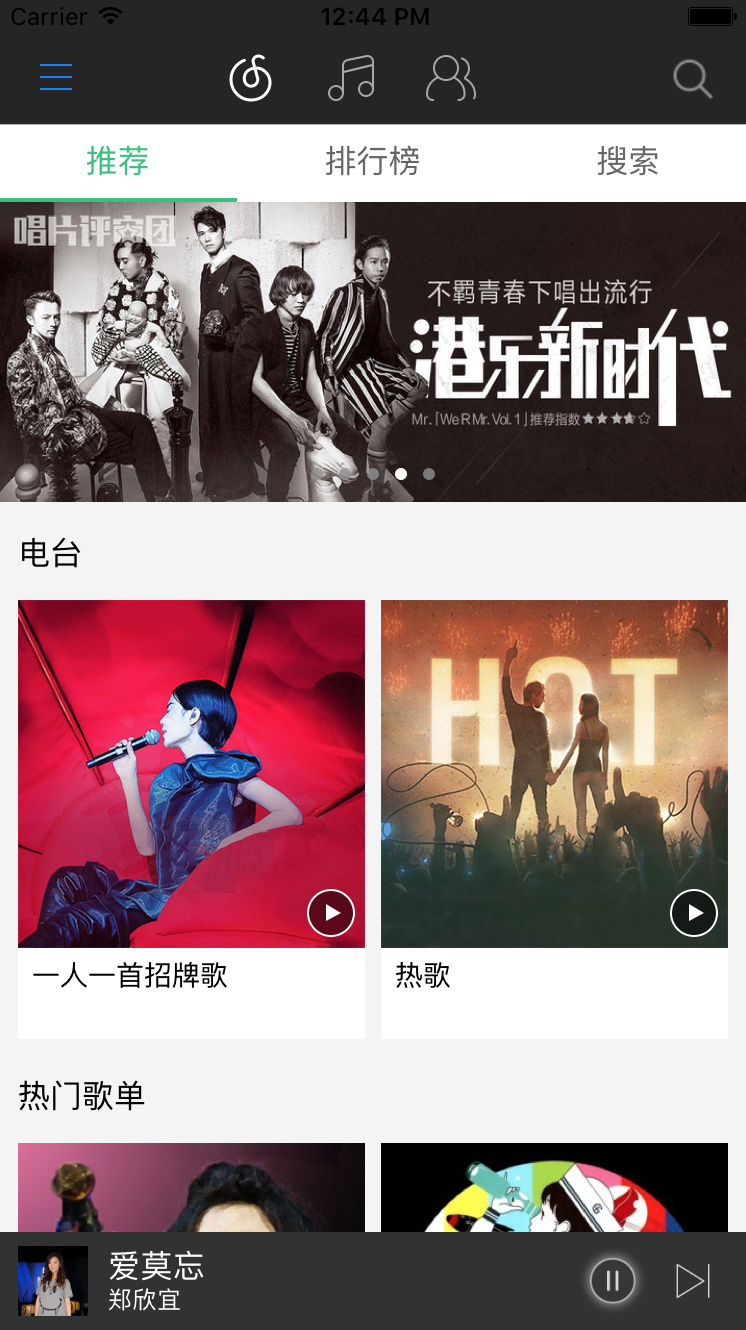 Carrier 12:44 PM
推荐 排行榜 搜索
唱片评审团
不羁青春下唱出流行
港乐新时代
Mr.「WeRMr.Vol.1」推荐指数
电台
HOT
一人一首招牌歌
热歌
热门歌单
G
爱莫忘
郑欣宜